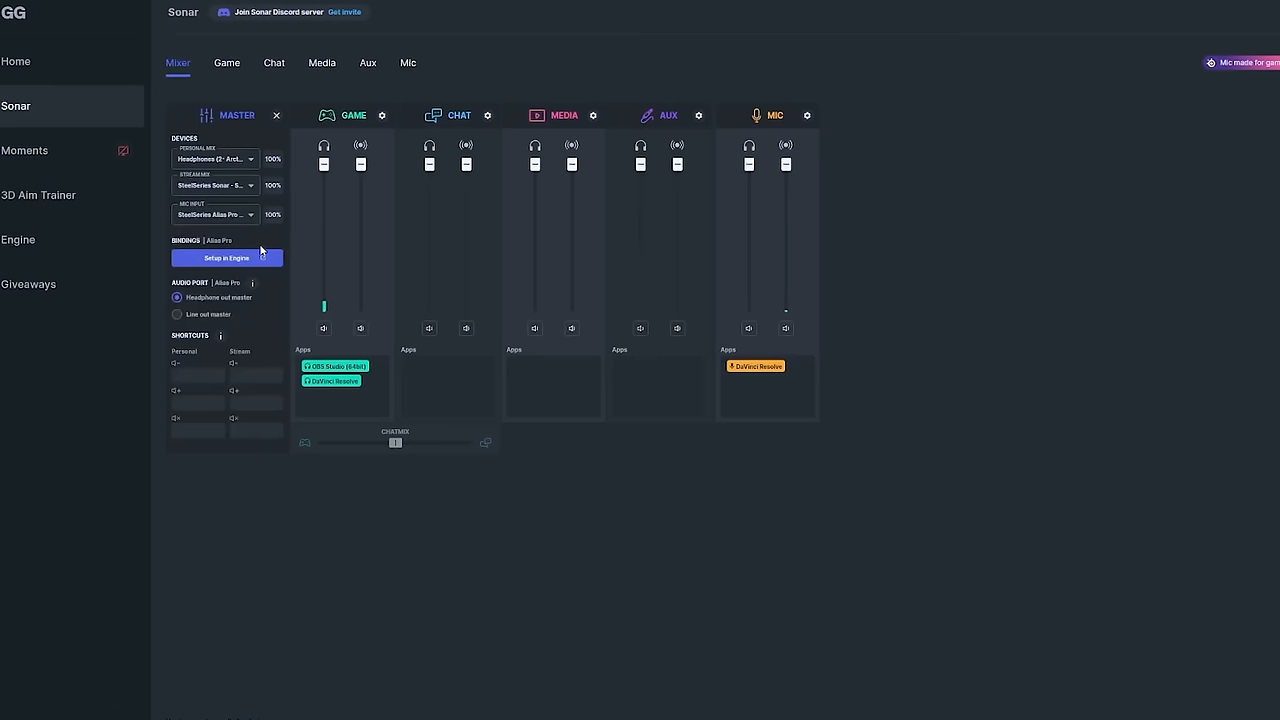 GG
Home
Sonar
Moments
3D Aim Trainer
Engine
Giveaways
Sonar
Join Sonar Discord server Get invite
Mixer Game Chat Media Aux Mic
Mic made for gam
MASTER GAME CHAT MEDIA AUX MIC
DEVICES
PERSONAL MIX
Headphones (2- Arct... 100%
STREAM MIX
SteelSeries Sonar - S... 100%
MIC INPUT
SteelSeries Alias Pro ... 100%
BINDINGS | Alias Pro
Setup in Engine
AUDIO PORT | Alias Pro
Headphone out master
Line out master
SHORTCUTS
Personal Stream
Apps Apps Apps Apps Apps
OBS Studio (64bit)
DaVinci Resolve
DaVinci Resolve
CHATMIX